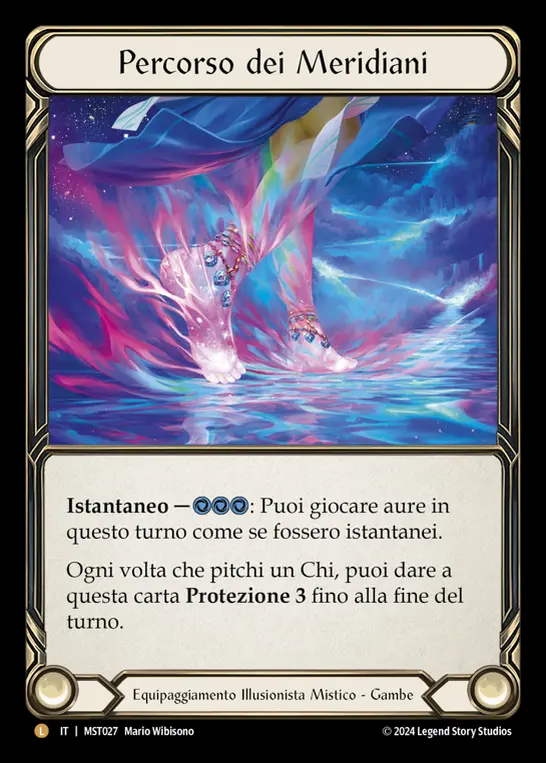 Percorso dei Meridiani
Istantaneo — : Puoi giocare aure in
questo turno come se fossero istantanei.
Ogni volta che pitchi un Chi, puoi dare a
questa carta Protezione 3 fino alla fine del
turno.
Equipaggiamento Illusionista Mistico - Gambe
L IT | MST027 Mario Wibisono © 2024 Legend Story Studios